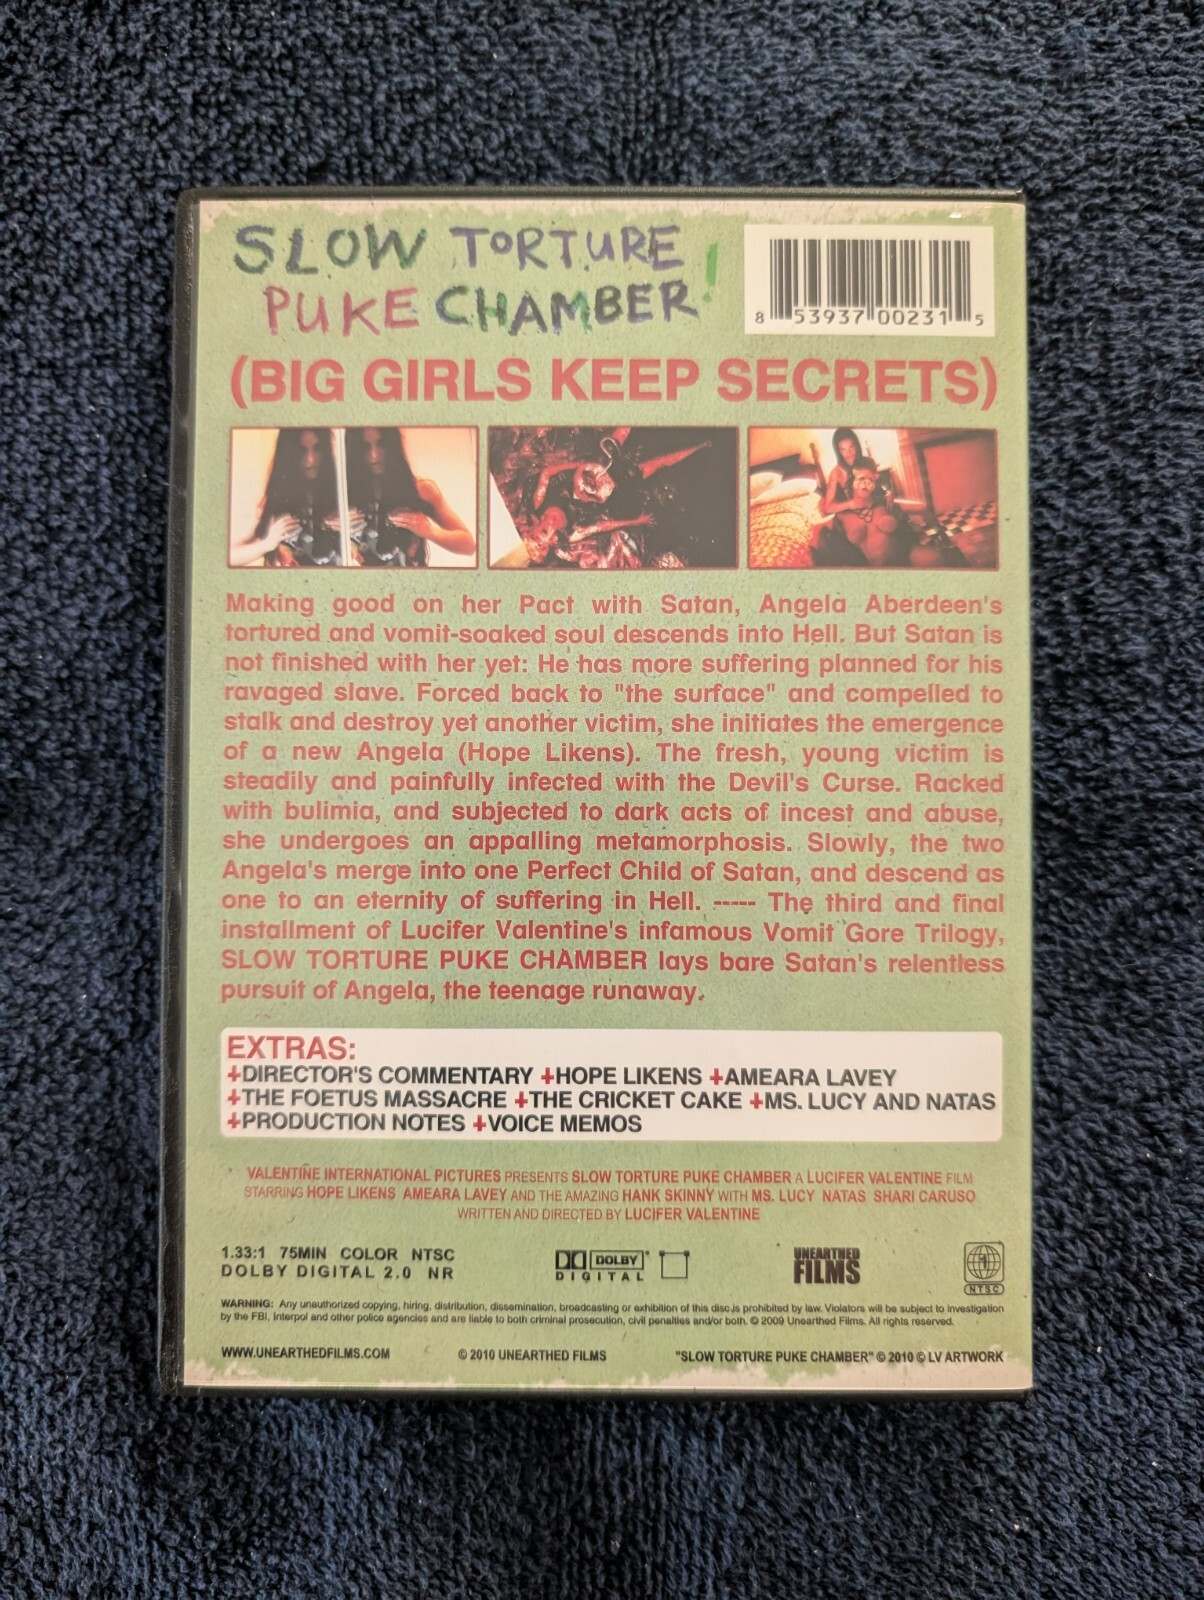 SLOW TORTURE
PUKE CHAMBER!
8 53937 00231 5
(BIG GIRLS KEEP SECRETS)
Making good on her Pact with Satan, Angela Aberdeen's
tortured and vomit-soaked soul descends into Hell. But Satan is
not finished with her yet: He has more suffering planned for his
ravaged slave. Forced back to "the surface" and compelled to
stalk and destroy yet another victim, she initiates the emergence
of a new Angela (Hope Likens). The fresh, young victim is
steadily and painfully infected with the Devil's Curse. Racked
with bulimia, and subjected to dark acts of incest and abuse,
she undergoes an appalling metamorphosis. Slowly, the two
Angela's merge into one Perfect Child of Satan, and descend as
one to an eternity of suffering in Hell. ----- The third and final
installment of Lucifer Valentine's infamous Vomit Gore Trilogy,
SLOW TORTURE PUKE CHAMBER lays bare Satan's relentless
pursuit of Angela, the teenage runaway.
EXTRAS:
+DIRECTOR'S COMMENTARY +HOPE LIKENS +AMEARA LAVEY
+THE FOETUS MASSACRE +THE CRICKET CAKE +MS. LUCY AND NATAS
+PRODUCTION NOTES +VOICE MEMOS
VALENTINE INTERNATIONAL PICTURES PRESENTS SLOW TORTURE PUKE CHAMBER A LUCIFER VALENTINE FILM
STARRING HOPE LIKENS AMEARA LAVEY AND THE AMAZING HANK SKINNY WITH MS. LUCY NATAS SHARI CARUSO
WRITTEN AND DIRECTED BY LUCIFER VALENTINE
1.33:1 75MIN COLOR NTSC
DOLBY DIGITAL 2.0 NR
DOLBY
DIGITAL
UNEARTHED
FILMS
1
NTSC
WARNING: Any unauthorized copying, hiring, distribution, dissemination, broadcasting or exhibition of this disc is prohibited by law. Violators will be subject to investigation
by the FBI, Interpol and other police agencies and are liable to both criminal prosecution, civil penalties and/or both. © 2009 Unearthed Films. All rights reserved.
WWW.UNEARTHEDFILMS.COM © 2010 UNEARTHED FILMS "SLOW TORTURE PUKE CHAMBER" © 2010 © LV ARTWORK